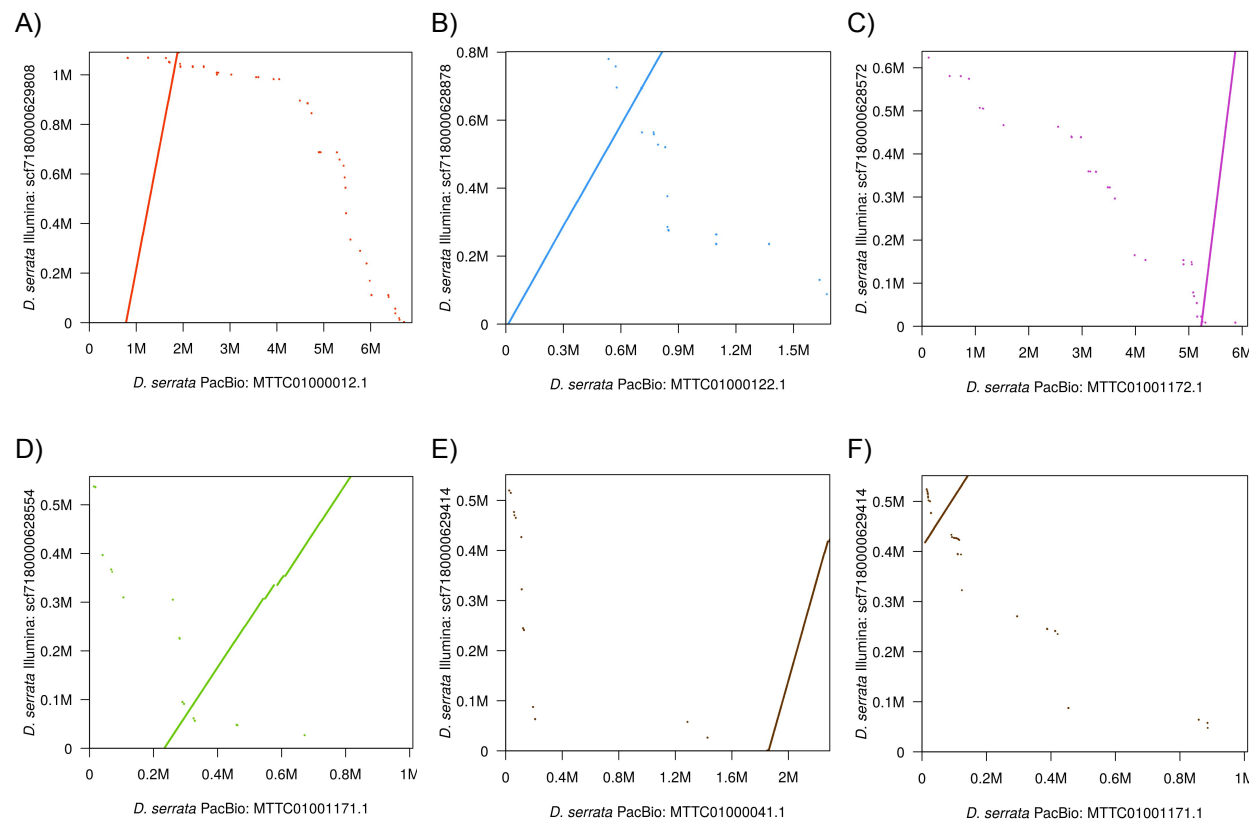 A)
D. serrata Illumina: scf7180000629808
1M
0.8M
0.6M
0.4M
0.2M
0
0 1M 2M 3M 4M 5M 6M
D. serrata PacBio: MTTC01000012.1
B)
D. serrata Illumina: scf7180000628878
0.8M
0.6M
0.4M
0.2M
0
0 0.3M 0.6M 0.9M 1.2M 1.5M
D. serrata PacBio: MTTC01000122.1
C)
D. serrata Illumina: scf7180000628572
0.6M
0.5M
0.4M
0.3M
0.2M
0.1M
0
0 1M 2M 3M 4M 5M 6M
D. serrata PacBio: MTTC01001172.1
D)
D. serrata Illumina: scf7180000628554
0.5M
0.4M
0.3M
0.2M
0.1M
0
0 0.2M 0.4M 0.6M 0.8M 1M
D. serrata PacBio: MTTC01001171.1
E)
D. serrata Illumina: scf7180000629414
0.5M
0.4M
0.3M
0.2M
0.1M
0
0 0.4M 0.8M 1.2M 1.6M 2M
D. serrata PacBio: MTTC01000041.1
F)
D. serrata Illumina: scf7180000629414
0.5M
0.4M
0.3M
0.2M
0.1M
0
0 0.2M 0.4M 0.6M 0.8M 1M
D. serrata PacBio: MTTC01001171.1